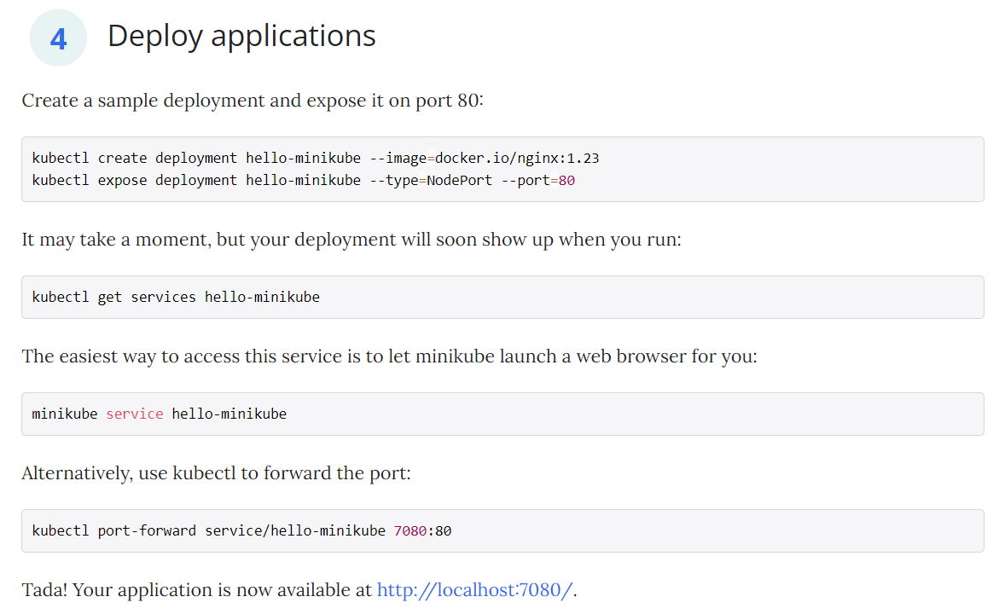 4 Deploy applications
Create a sample deployment and expose it on port 80:
kubectl create deployment hello-minikube --image=docker.io/nginx:1.23
kubectl expose deployment hello-minikube --type=NodePort --port=80
It may take a moment, but your deployment will soon show up when you run:
kubectl get services hello-minikube
The easiest way to access this service is to let minikube launch a web browser for you:
minikube service hello-minikube
Alternatively, use kubectl to forward the port:
kubectl port-forward service/hello-minikube 7080:80
Tada! Your application is now available at http://localhost:7080/.